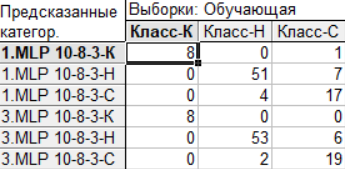 Предсказанные категор. Выборки: Обучающая
Класс-К Класс-Н Класс-С
1.MLP 10-8-3-К 8 0 1
1.MLP 10-8-3-Н 0 51 7
1.MLP 10-8-3-С 0 4 17
3.MLP 10-8-3-К 8 0 0
3.MLP 10-8-3-Н 0 53 6
3.MLP 10-8-3-С 0 2 19